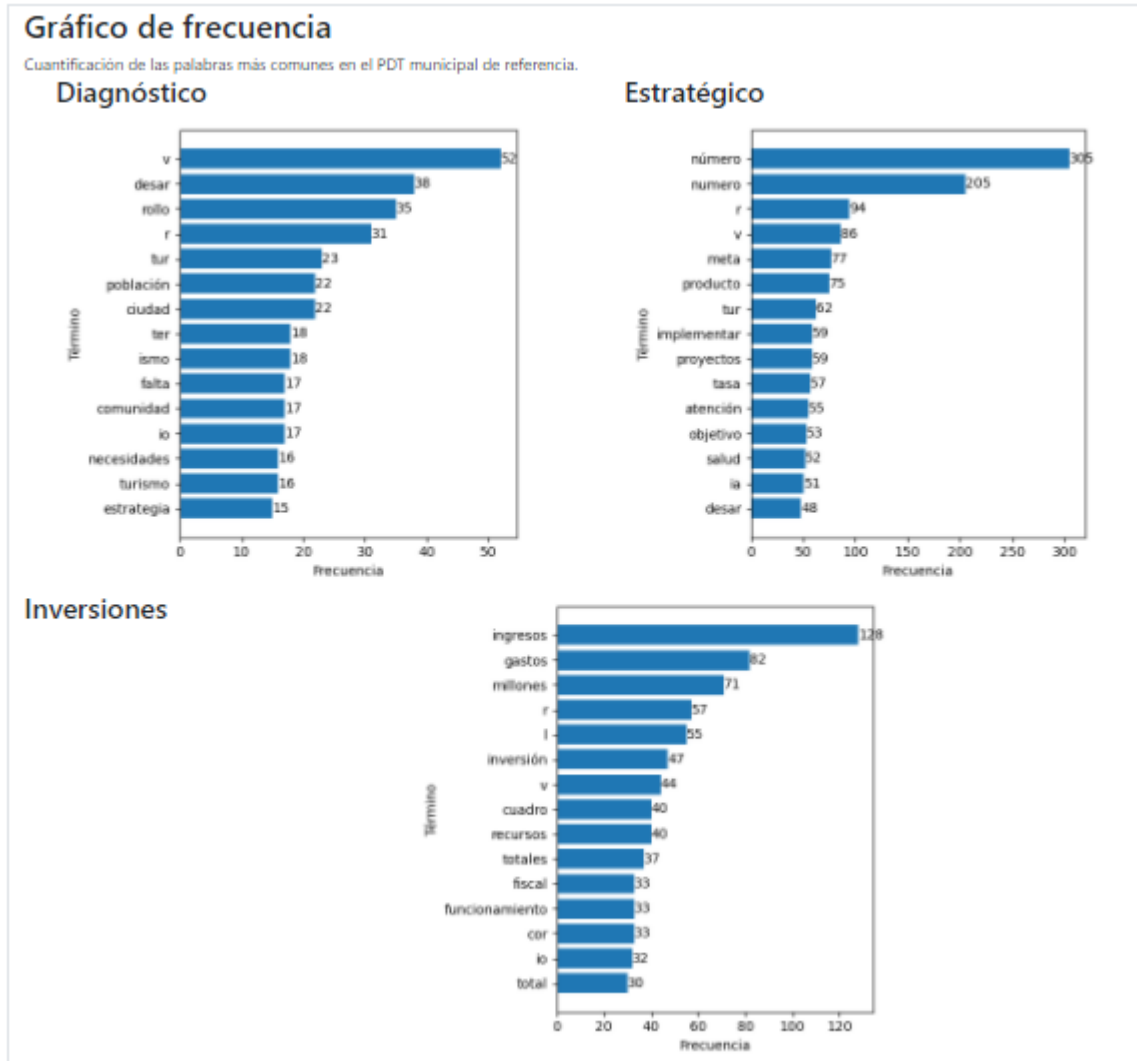 Gráfico de frecuencia
Cuantificación de las palabras más comunes en el PDT municipal de referencia.
Diagnóstico
Término
v 52
desar 38
rollo 35
r 31
tur 23
población 22
ciudad 22
ter 18
ismo 18
falta 17
comunidad 17
io 17
necesidades 16
turismo 16
estrategia 15
0 10 20 30 40 50
Frecuencia
Estratégico
Término
número 305
numero 205
r 94
v 86
meta 77
producto 75
tur 62
implementar 59
proyectos 59
tasa 57
atención 55
objetivo 53
salud 52
ia 51
desar 48
0 50 100 150 200 250 300
Frecuencia
Inversiones
Término
ingresos 128
gastos 82
millones 71
r 57
l 55
inversión 47
v 44
cuadro 40
recursos 40
totales 37
fiscal 33
funcionamiento 33
cor 33
io 32
total 30
0 20 40 60 80 100 120
Frecuencia